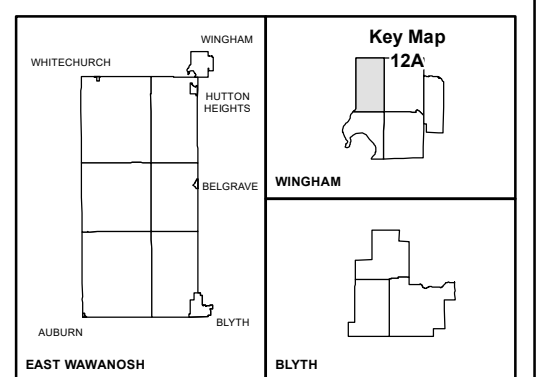 WINGHAM
WHITECHURCH
HUTTON
HEIGHTS
BELGRAVE
BLYTH
AUBURN
EAST WAWANOSH
Key Map
12A
WINGHAM
BLYTH